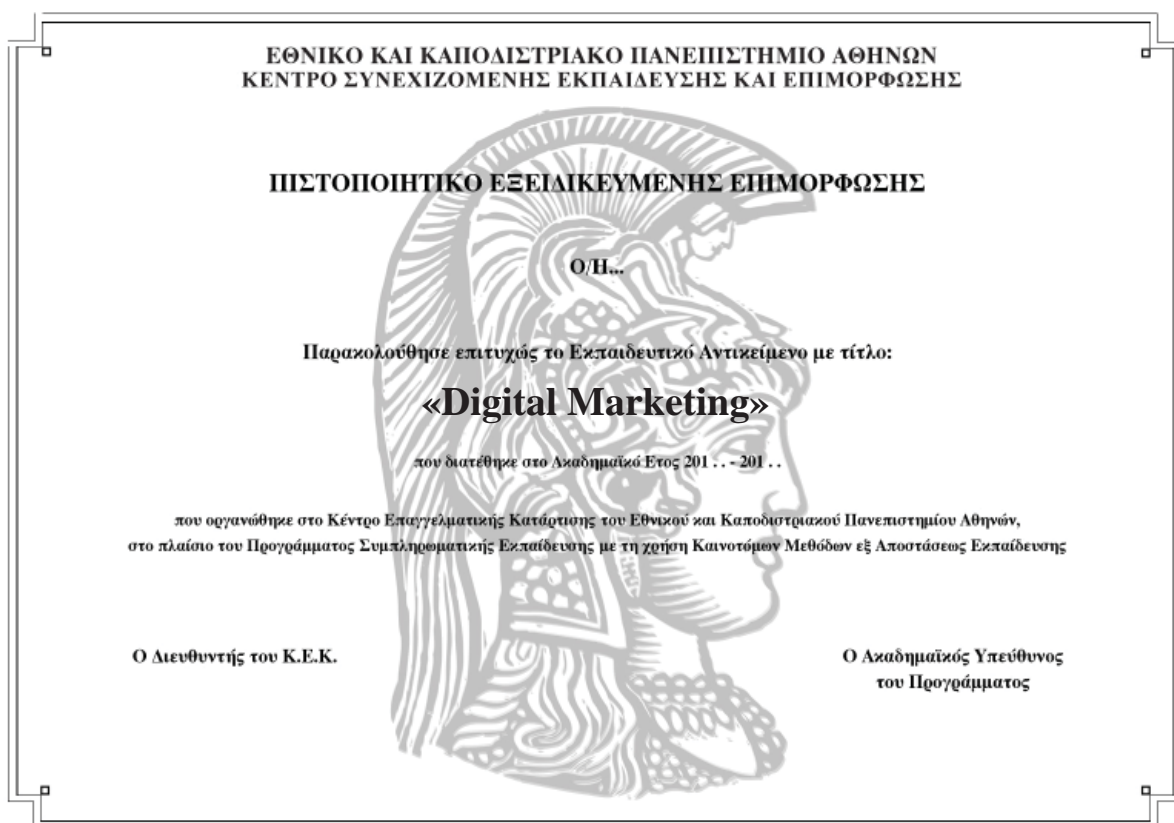 ΕΘΝΙΚΟ ΚΑΙ ΚΑΠΟΔΙΣΤΡΙΑΚΟ ΠΑΝΕΠΙΣΤΗΜΙΟ ΑΘΗΝΩΝ
ΚΕΝΤΡΟ ΣΥΝΕΧΙΖΟΜΕΝΗΣ ΕΚΠΑΙΔΕΥΣΗΣ ΚΑΙ ΕΠΙΜΟΡΦΩΣΗΣ
ΠΙΣΤΟΠΟΙΗΤΙΚΟ ΕΞΕΙΔΙΚΕΥΜΕΝΗΣ ΕΠΙΜΟΡΦΩΣΗΣ
Ο/Η...
Παρακολούθησε επιτυχώς το Εκπαιδευτικό Αντικείμενο με τίτλο:
«Digital Marketing»
που διατέθηκε στο Ακαδημαϊκό Ετος 201 . . - 201 . .
που οργανώθηκε στο Κέντρο Επαγγελματικής Κατάρτισης του Εθνικού και Καποδιστριακού Πανεπιστημίου Αθηνών,
στο πλαίσιο του Προγράμματος Συμπληρωματικής Εκπαίδευσης με τη χρήση Καινοτόμων Μεθόδων εξ Αποστάσεως Εκπαίδευσης
Ο Διευθυντής του Κ.Ε.Κ.
Ο Ακαδημαϊκός Υπεύθυνος
του Προγράμματος